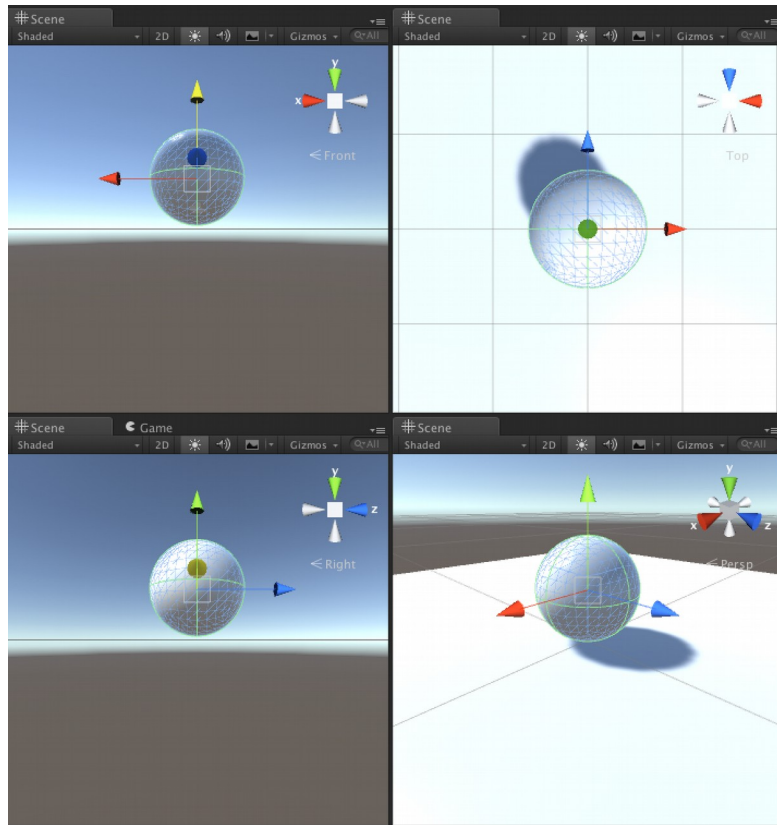 Scene
Shaded 2D Gizmos All
y
x
Front
Scene
Shaded 2D Gizmos All
Top
Scene Game
Shaded 2D Gizmos All
y
z
Right
Scene
Shaded 2D Gizmos All
y
x z
Persp